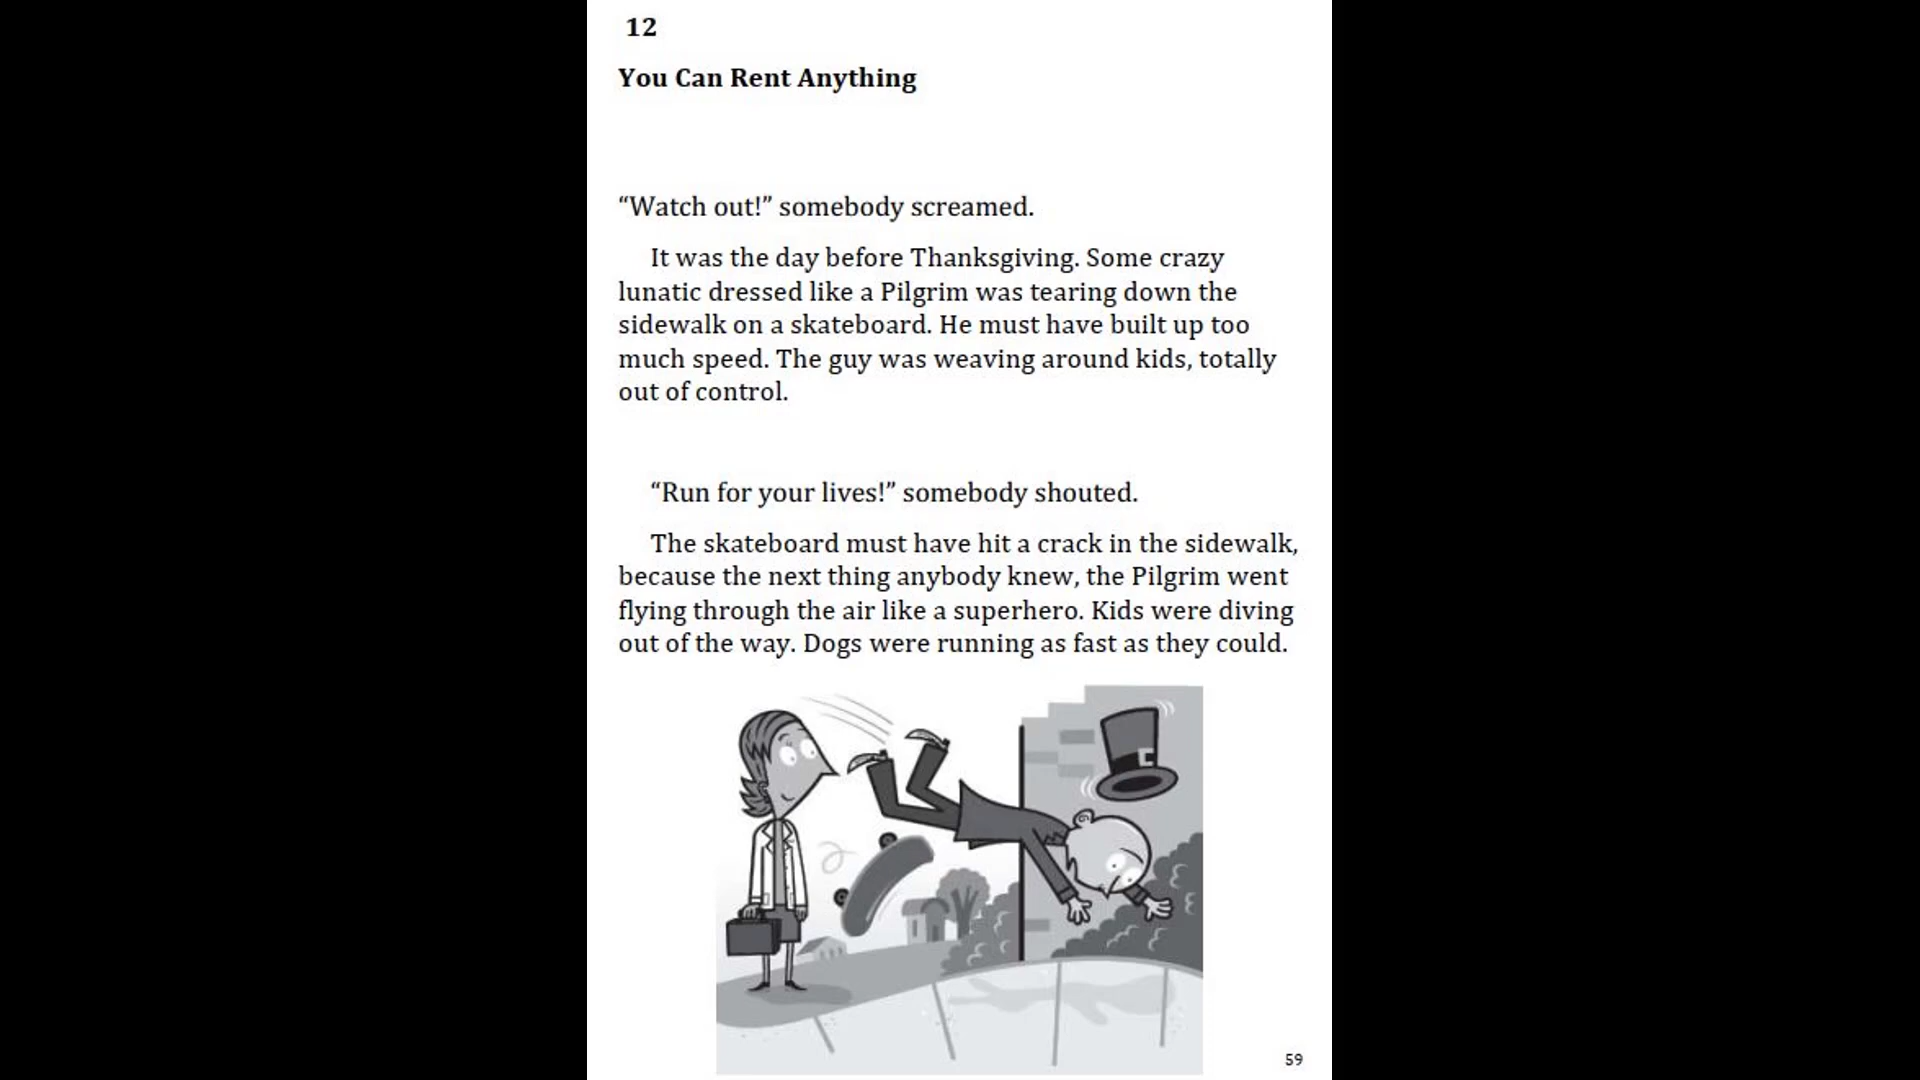 12
You Can Rent Anything
“Watch out!” somebody screamed.
It was the day before Thanksgiving. Some crazy
lunatic dressed like a Pilgrim was tearing down the
sidewalk on a skateboard. He must have built up too
much speed. The guy was weaving around kids, totally
out of control.
“Run for your lives!” somebody shouted.
The skateboard must have hit a crack in the sidewalk,
because the next thing anybody knew, the Pilgrim went
flying through the air like a superhero. Kids were diving
out of the way. Dogs were running as fast as they could.
59